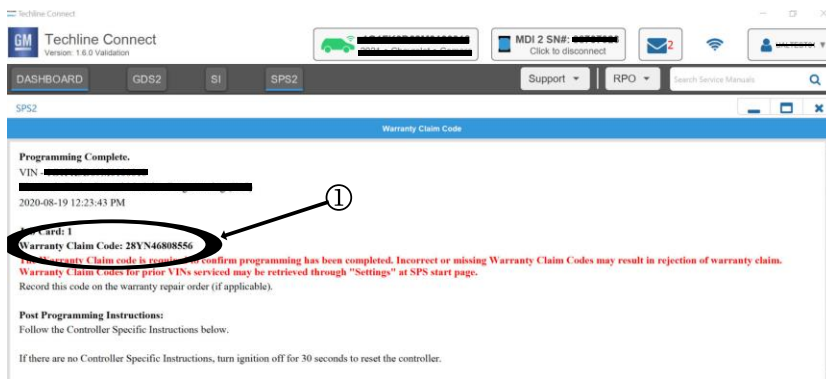 Techline Connect
GM Techline Connect
Version: 1.6.0 Validation
MDI 2 SN#:
Click to disconnect
2
DASHBOARD GDS2 SI SPS2 Support RPO Search Service Manuals
SPS2
Warranty Claim Code
Programming Complete.
VIN -
2020-08-19 12:23:43 PM
①
Card: 1
Warranty Claim Code: 28YN46808556
The Warranty Claim code is required to confirm programming has been completed. Incorrect or missing Warranty Claim Codes may result in rejection of warranty claim.
Warranty Claim Codes for prior VINs serviced may be retrieved through "Settings" at SPS start page.
Record this code on the warranty repair order (if applicable).
Post Programming Instructions:
Follow the Controller Specific Instructions below.
If there are no Controller Specific Instructions, turn ignition off for 30 seconds to reset the controller.